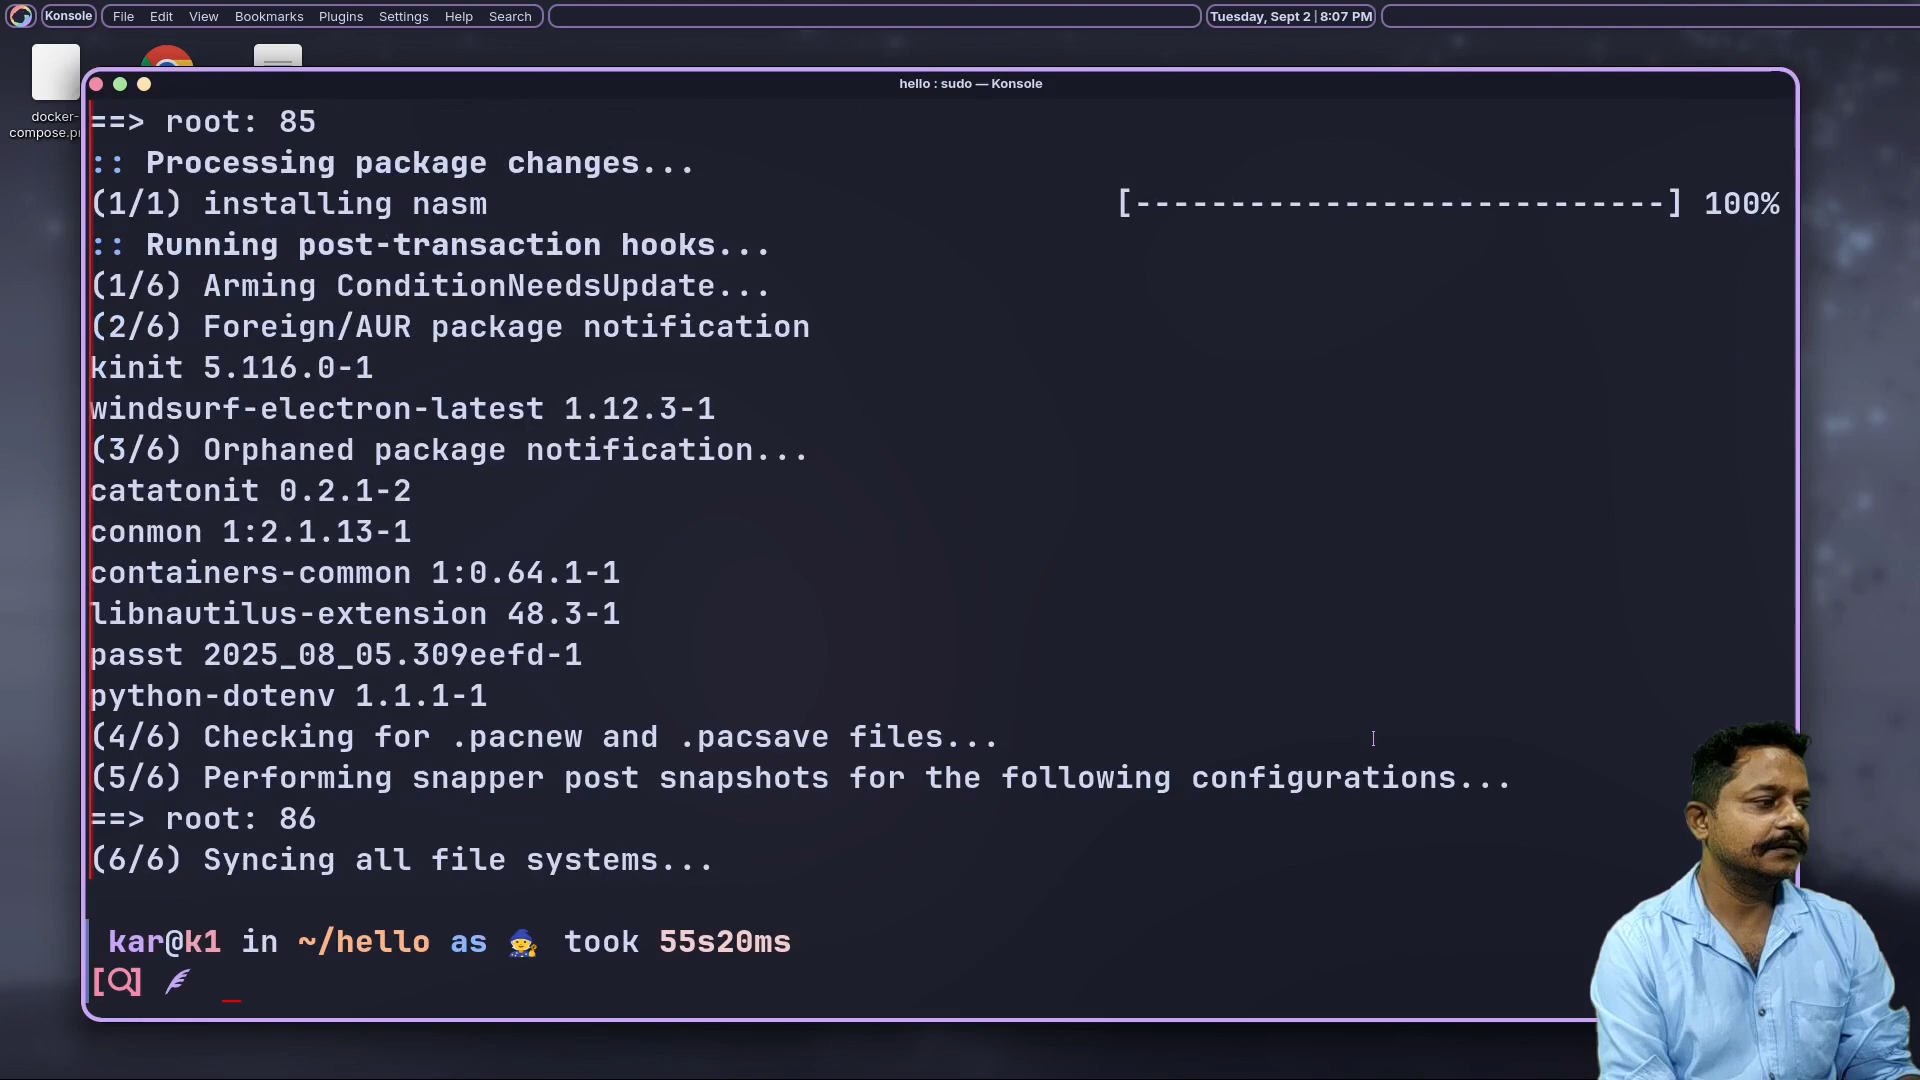 Konsole File Edit View Bookmarks Plugins Settings Help Search Tuesday, Sept 2 | 8:07 PM
docker-
hello : sudo — Konsole
==> root: 85
:: Processing package changes...
(1/1) installing nasm [----------------------------] 100%
:: Running post-transaction hooks...
(1/6) Arming ConditionNeedsUpdate...
(2/6) Foreign/AUR package notification
kinit 5.116.0-1
windsurf-electron-latest 1.12.3-1
(3/6) Orphaned package notification...
catatonit 0.2.1-2
conmon 1:2.1.13-1
containers-common 1:0.64.1-1
libnautilus-extension 48.3-1
passt 2025_08_05.309eefd-1
python-dotenv 1.1.1-1
(4/6) Checking for .pacnew and .pacsave files...
(5/6) Performing snapper post snapshots for the following configurations...
==> root: 86
(6/6) Syncing all file systems...
kar@k1 in ~/hello as 🧙 took 55s20ms